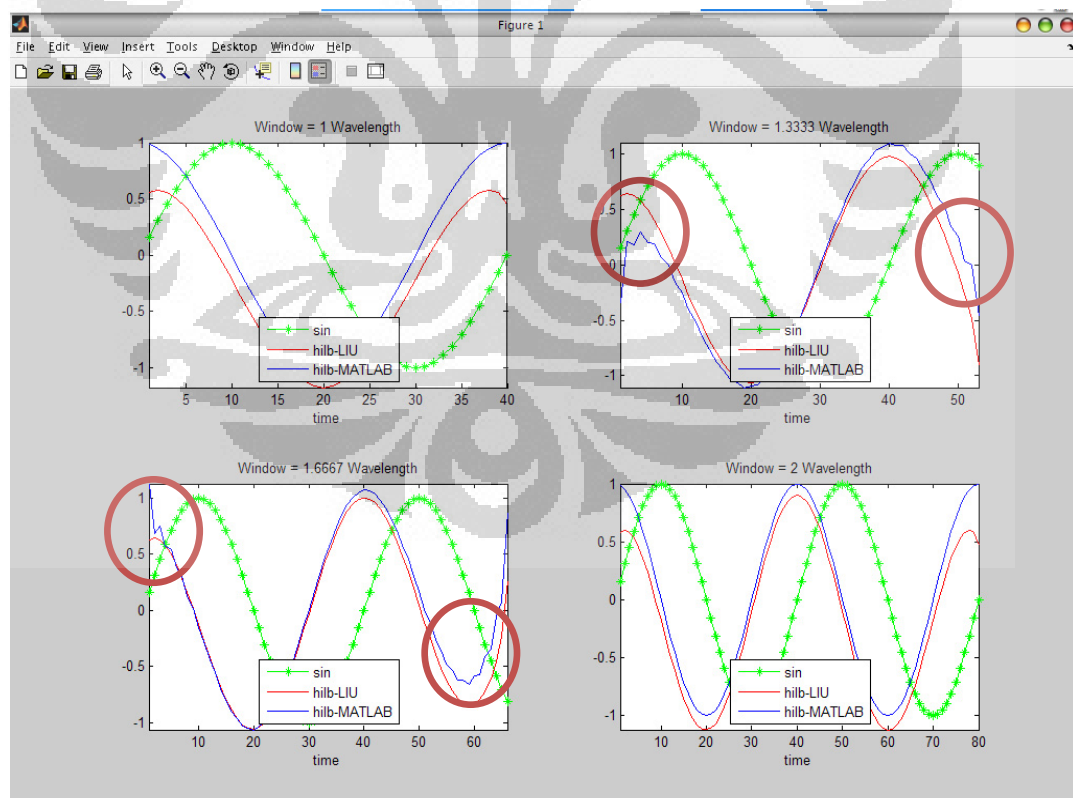 Figure 1
File Edit View Insert Tools Desktop Window Help
Window = 1 Wavelength
1
0.5
0
-0.5
-1
5 10 15 20 25 30 35 40
time
sin
hilb-LIU
hilb-MATLAB
Window = 1.3333 Wavelength
1
0.5
0
-0.5
-1
10 20 30 40 50
time
sin
hilb-LIU
hilb-MATLAB
Window = 1.6667 Wavelength
1
0.5
0
-0.5
-1
10 20 30 40 50 60
time
sin
hilb-LIU
hilb-MATLAB
Window = 2 Wavelength
1
0.5
0
-0.5
-1
10 20 30 40 50 60 70 80
time
sin
hilb-LIU
hilb-MATLAB